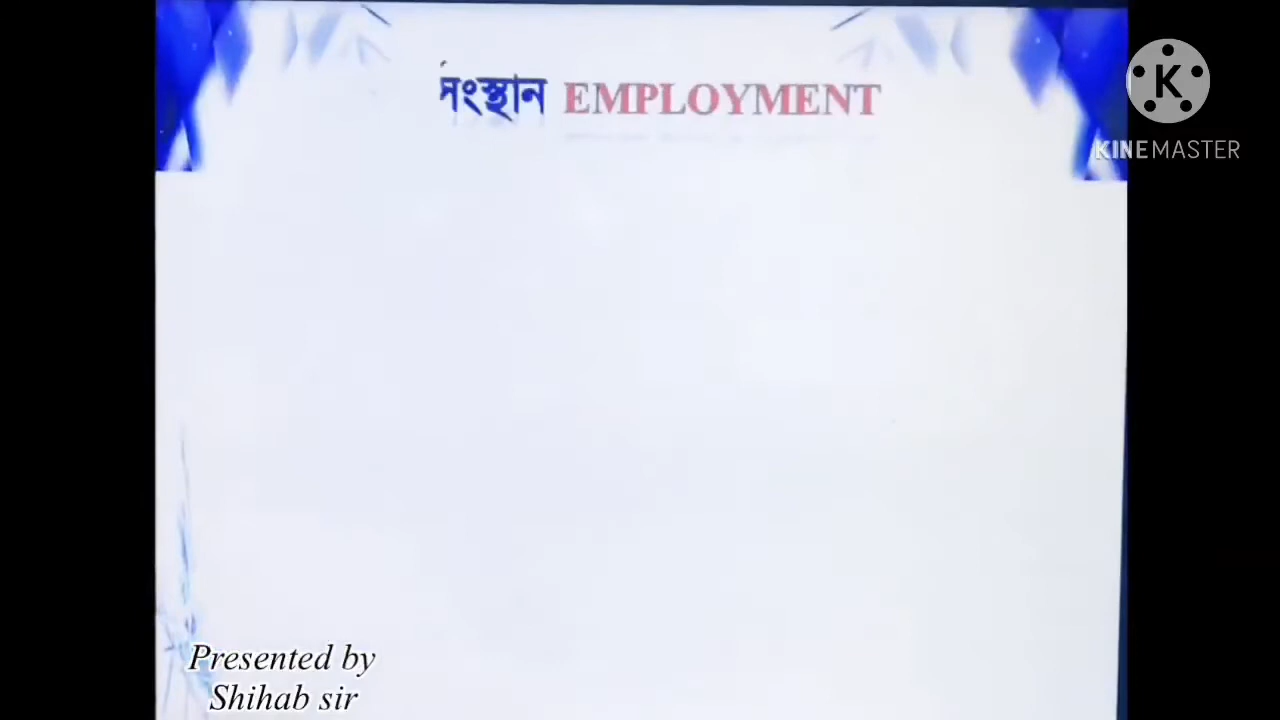 সংস্থান EMPLOYMENT
K
KINEMASTER
Presented by
Shihab sir